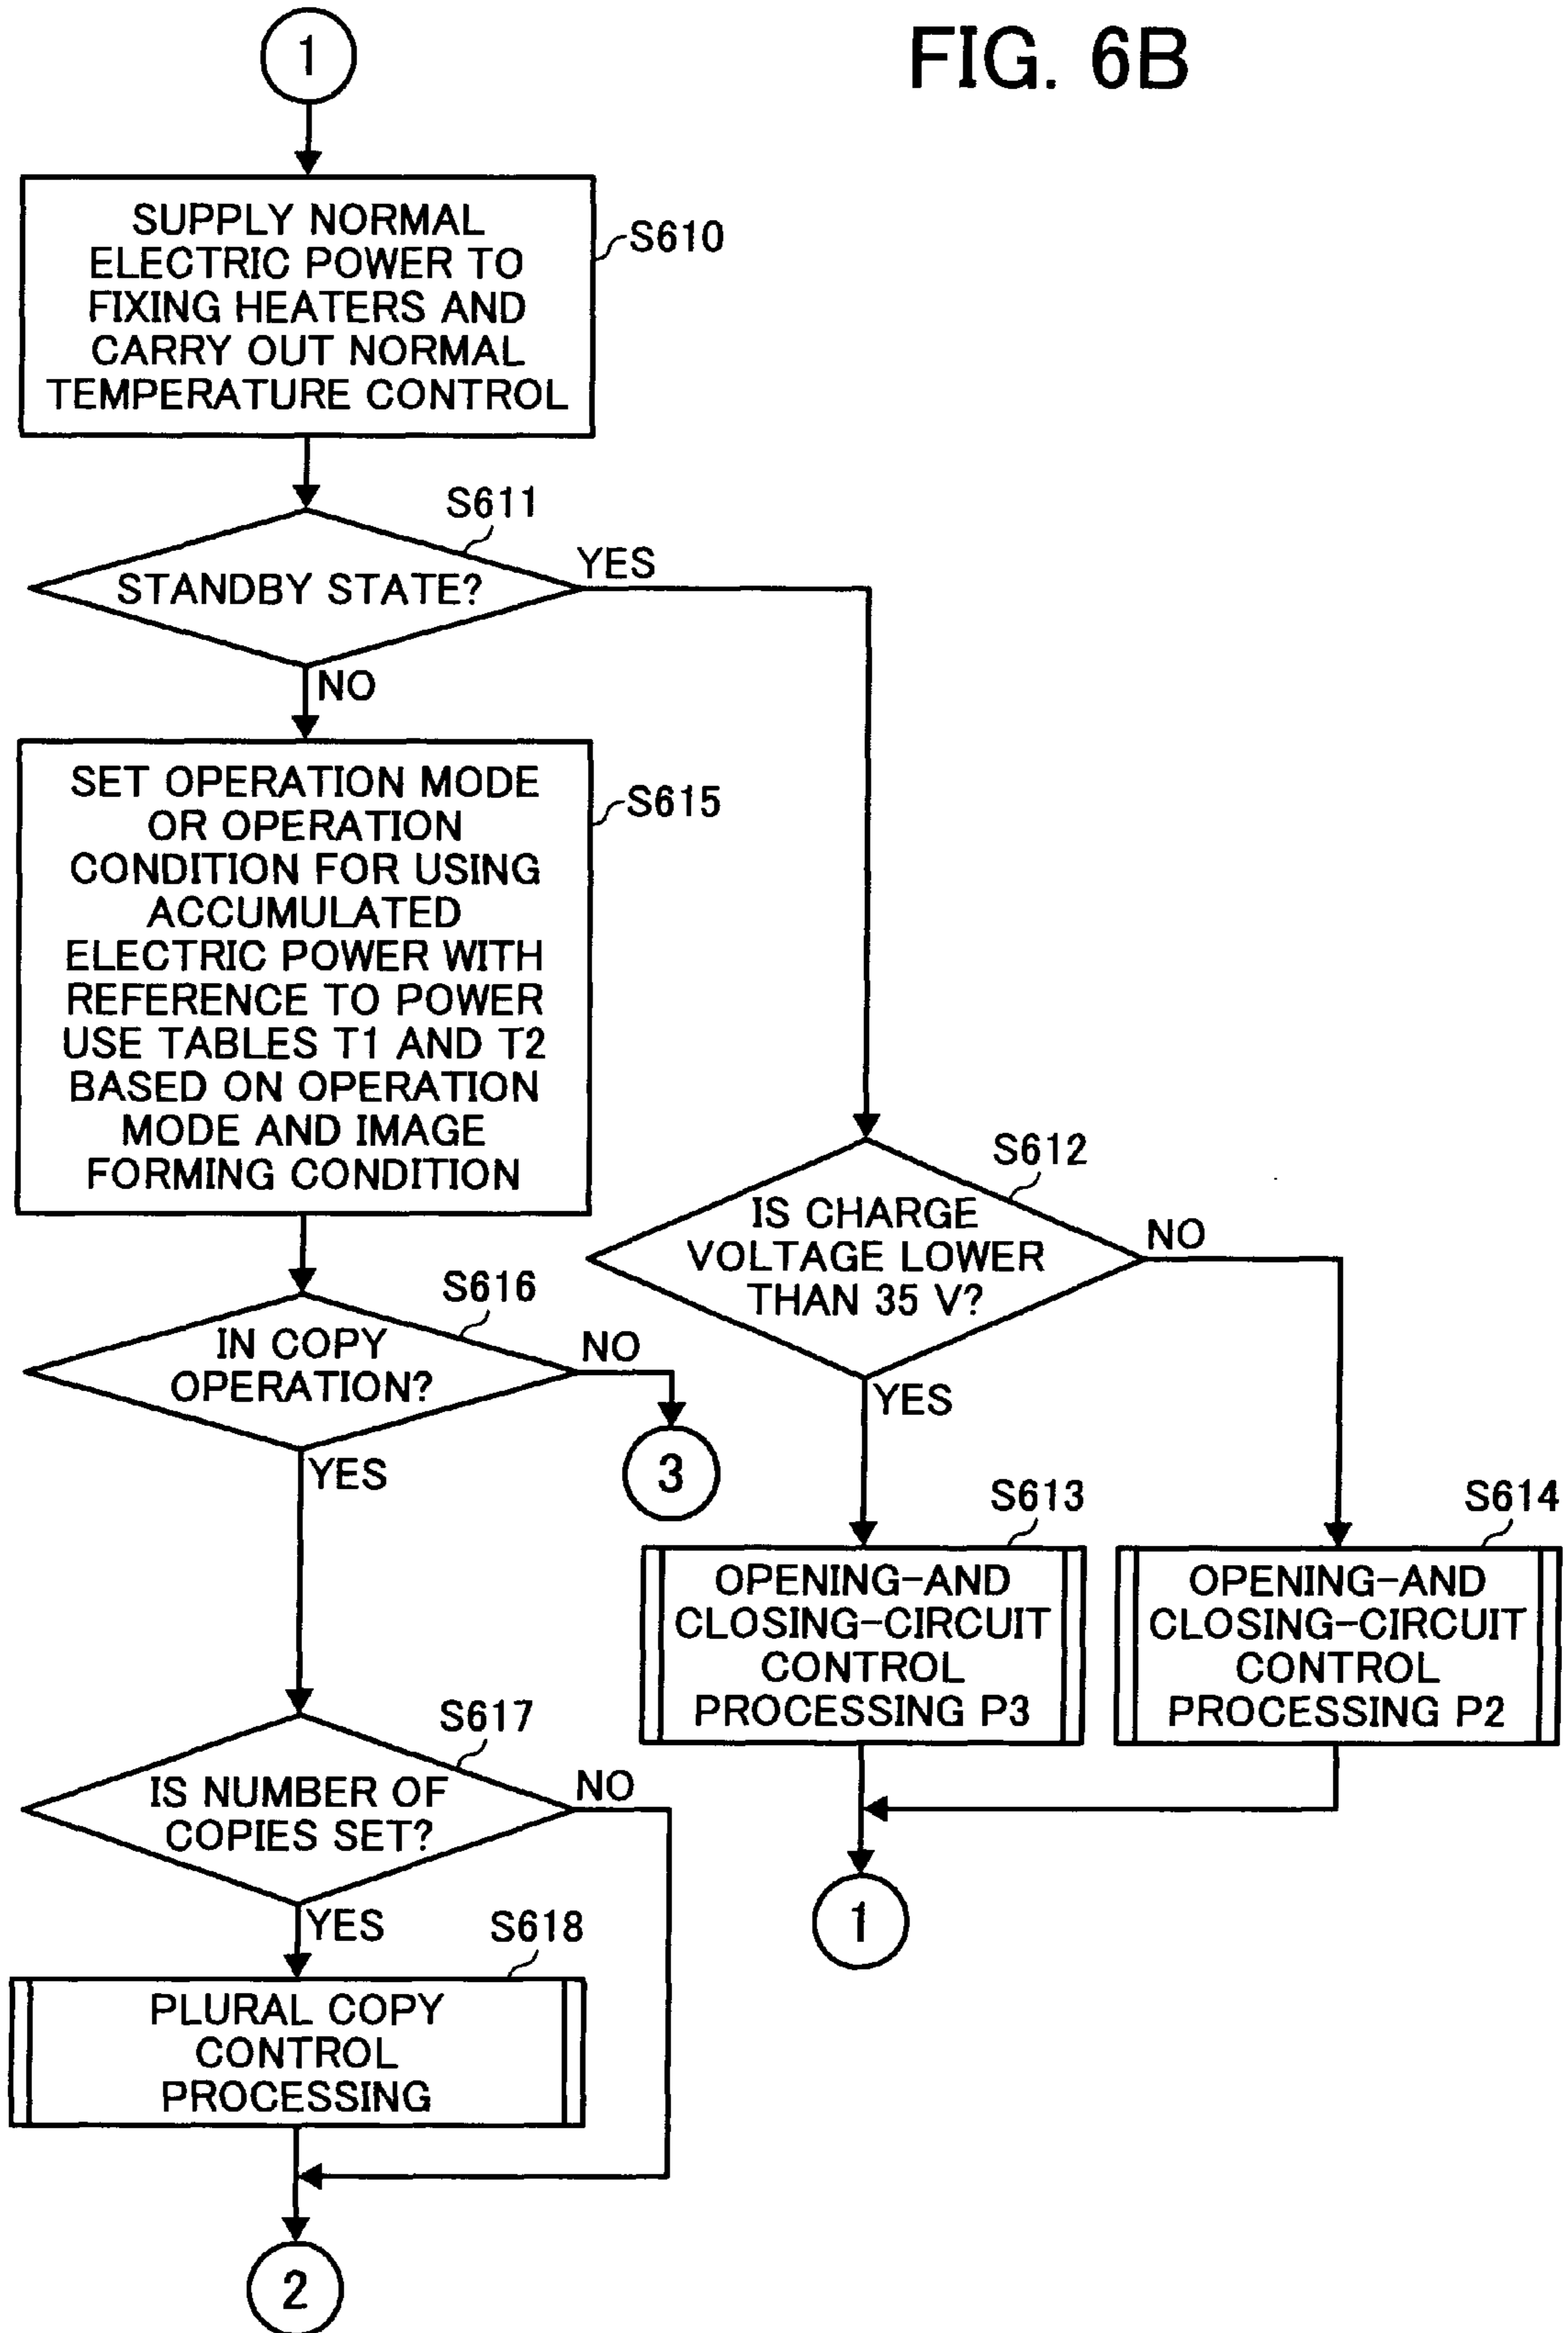 FIG. 6B
1
SUPPLY NORMAL
ELECTRIC POWER TO
FIXING HEATERS AND
CARRY OUT NORMAL
TEMPERATURE CONTROL
S610
S611
STANDBY STATE?
YES
NO
SET OPERATION MODE
OR OPERATION
CONDITION FOR USING
ACCUMULATED
ELECTRIC POWER WITH
REFERENCE TO POWER
USE TABLES T1 AND T2
BASED ON OPERATION
MODE AND IMAGE
FORMING CONDITION
S615
S612
IS CHARGE
VOLTAGE LOWER
THAN 35 V?
NO
YES
S616
IN COPY
OPERATION?
NO
3
YES
S613
OPENING-AND
CLOSING-CIRCUIT
CONTROL
PROCESSING P3
S614
OPENING-AND
CLOSING-CIRCUIT
CONTROL
PROCESSING P2
1
S617
IS NUMBER OF
COPIES SET?
NO
YES
S618
PLURAL COPY
CONTROL
PROCESSING
2